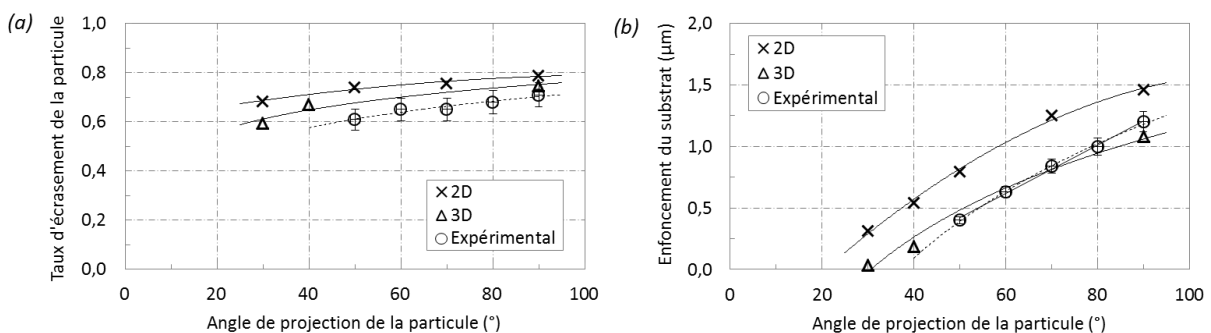 (a)
Taux d'écrasement de la particule
1,0
0,8
0,6
0,4
0,2
0,0
2D
3D
Expérimental
0 20 40 60 80 100
Angle de projection de la particule (°)
(b)
Enfoncement du substrat (µm)
2,0
1,5
1,0
0,5
0,0
2D
3D
Expérimental
0 20 40 60 80 100
Angle de projection de la particule (°)